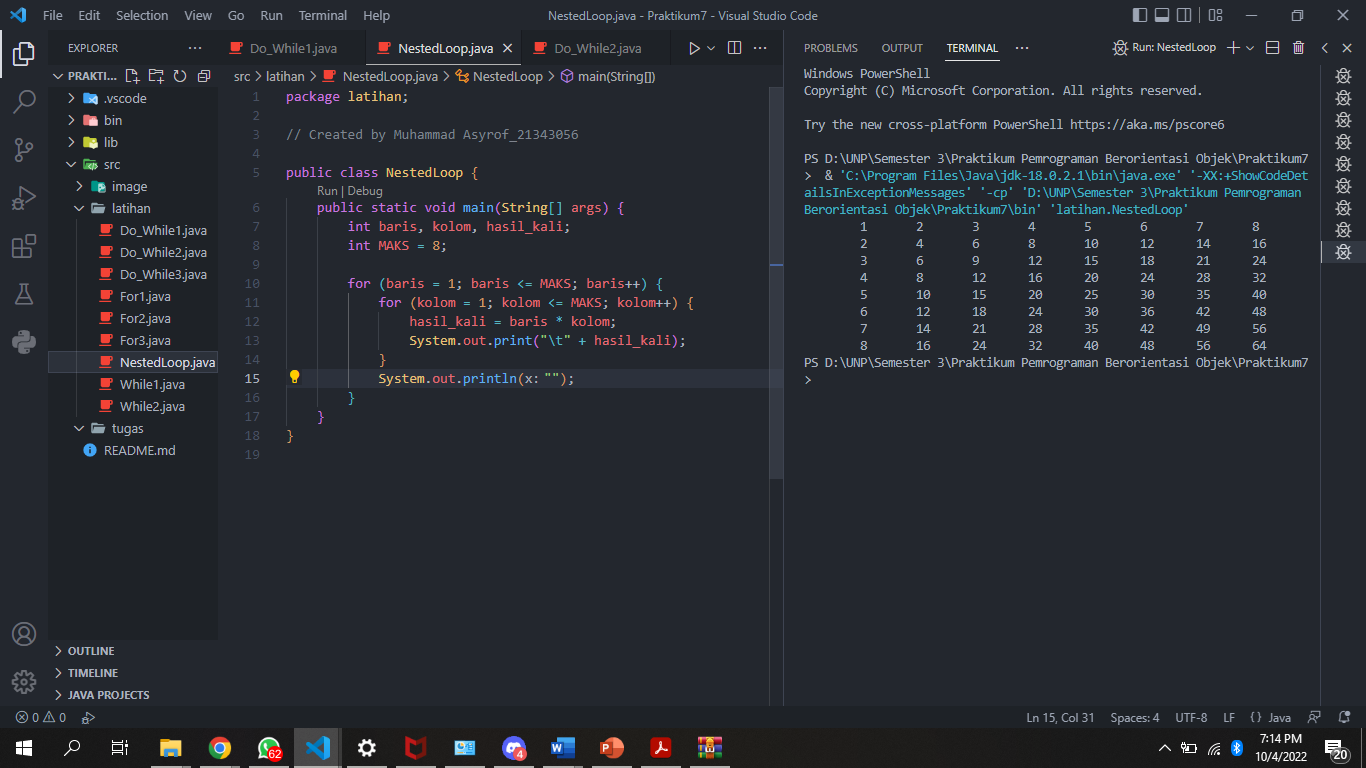 File Edit Selection View Go Run Terminal Help NestedLoop.java - Praktikum7 - Visual Studio Code
EXPLORER ···
PRAKTI...
.vscode
bin
lib
src
image
latihan
Do_While1.java
Do_While2.java
Do_While3.java
For1.java
For2.java
For3.java
NestedLoop.java
While1.java
While2.java
tugas
README.md
OUTLINE
TIMELINE
JAVA PROJECTS
Do_While1.java NestedLoop.java Do_While2.java ···
src > latihan > NestedLoop.java > NestedLoop > main(String[])
1 package latihan;
2
3 // Created by Muhammad Asyrof_21343056
4
5 public class NestedLoop {
Run | Debug
6 public static void main(String[] args) {
7 int baris, kolom, hasil_kali;
8 int MAKS = 8;
9
10 for (baris = 1; baris <= MAKS; baris++) {
11 for (kolom = 1; kolom <= MAKS; kolom++) {
12 hasil_kali = baris * kolom;
13 System.out.print("\t" + hasil_kali);
14 }
15 System.out.println(x: "");
16 }
17 }
18 }
19
PROBLEMS OUTPUT TERMINAL ··· Run: NestedLoop
Windows PowerShell
Copyright (C) Microsoft Corporation. All rights reserved.
Try the new cross-platform PowerShell https://aka.ms/pscore6
PS D:\UNP\Semester 3\Praktikum Pemrograman Berorientasi Objek\Praktikum7
> & 'C:\Program Files\Java\jdk-18.0.2.1\bin\java.exe' '-XX:+ShowCodeDet
ailsInExceptionMessages' '-cp' 'D:\UNP\Semester 3\Praktikum Pemrograman
Berorientasi Objek\Praktikum7\bin' 'latihan.NestedLoop'
1 2 3 4 5 6 7 8
2 4 6 8 10 12 14 16
3 6 9 12 15 18 21 24
4 8 12 16 20 24 28 32
5 10 15 20 25 30 35 40
6 12 18 24 30 36 42 48
7 14 21 28 35 42 49 56
8 16 24 32 40 48 56 64
PS D:\UNP\Semester 3\Praktikum Pemrograman Berorientasi Objek\Praktikum7
>
0 0 Ln 15, Col 31 Spaces: 4 UTF-8 LF {} Java
62 4 7:14 PM
10/4/2022 20